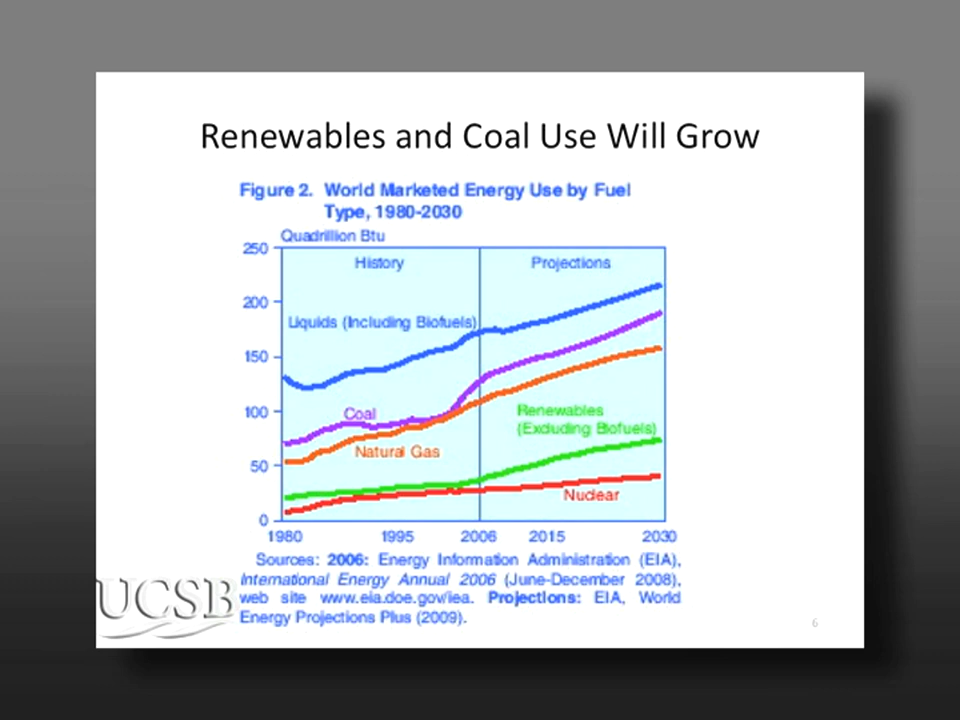 Renewables and Coal Use Will Grow
Figure 2. World Marketed Energy Use by Fuel
Type, 1980-2030
Quadrillion Btu
250
History
Projections
200
Liquids (Including Biofuels)
150
100
Coal
Renewables
(Excluding Biofuels)
Natural Gas
50
Nuclear
0
1980
1995
2006
2015
2030
Sources: 2006: Energy Information Administration (EIA),
International Energy Annual 2006 (June-December 2008),
web site www.eia.doe.gov/iea. Projections: EIA, World
Energy Projections Plus (2009).
UCSB
6